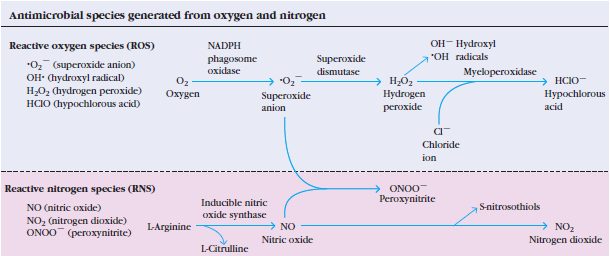 Antimicrobial species generated from oxygen and nitrogen
Reactive oxygen species (ROS)
•O₂⁻ (superoxide anion)
OH• (hydroxyl radical)
H₂O₂ (hydrogen peroxide)
HClO (hypochlorous acid)
O₂
Oxygen
NADPH
phagosome
oxidase
•O₂⁻
Superoxide
anion
Superoxide
dismutase
H₂O₂
Hydrogen
peroxide
OH⁻ Hydroxyl
•OH radicals
Myeloperoxidase
Cl⁻
Chloride
ion
HClO⁻
Hypochlorous
acid
ONOO⁻
Peroxynitrite
Reactive nitrogen species (RNS)
NO (nitric oxide)
NO₂ (nitrogen dioxide)
ONOO⁻ (peroxynitrite)
L-Arginine
Inducible nitric
oxide synthase
L-Citrulline
NO
Nitric oxide
S-nitrosothiols
NO₂
Nitrogen dioxide